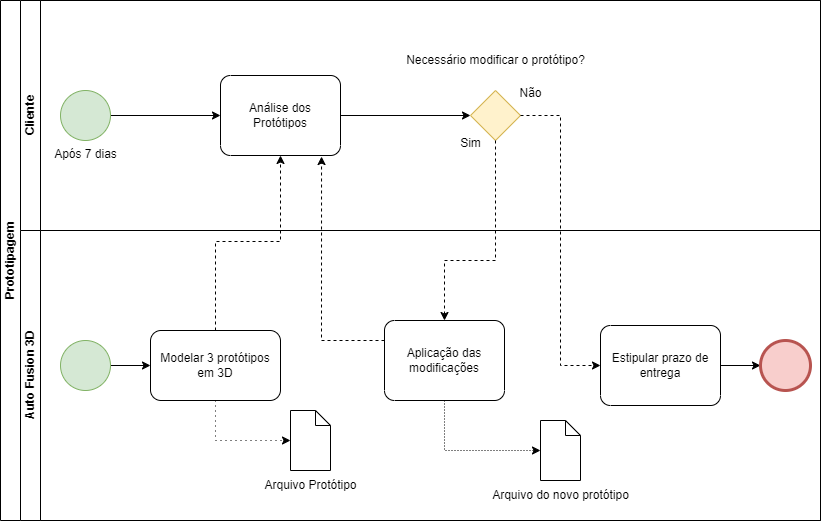 Prototipagem
Cliente
Após 7 dias
Análise dos
Protótipos
Necessário modificar o protótipo?
Não
Sim
Auto Fusion 3D
Modelar 3 protótipos
em 3D
Arquivo Protótipo
Aplicação das
modificações
Arquivo do novo protótipo
Estipular prazo de
entrega